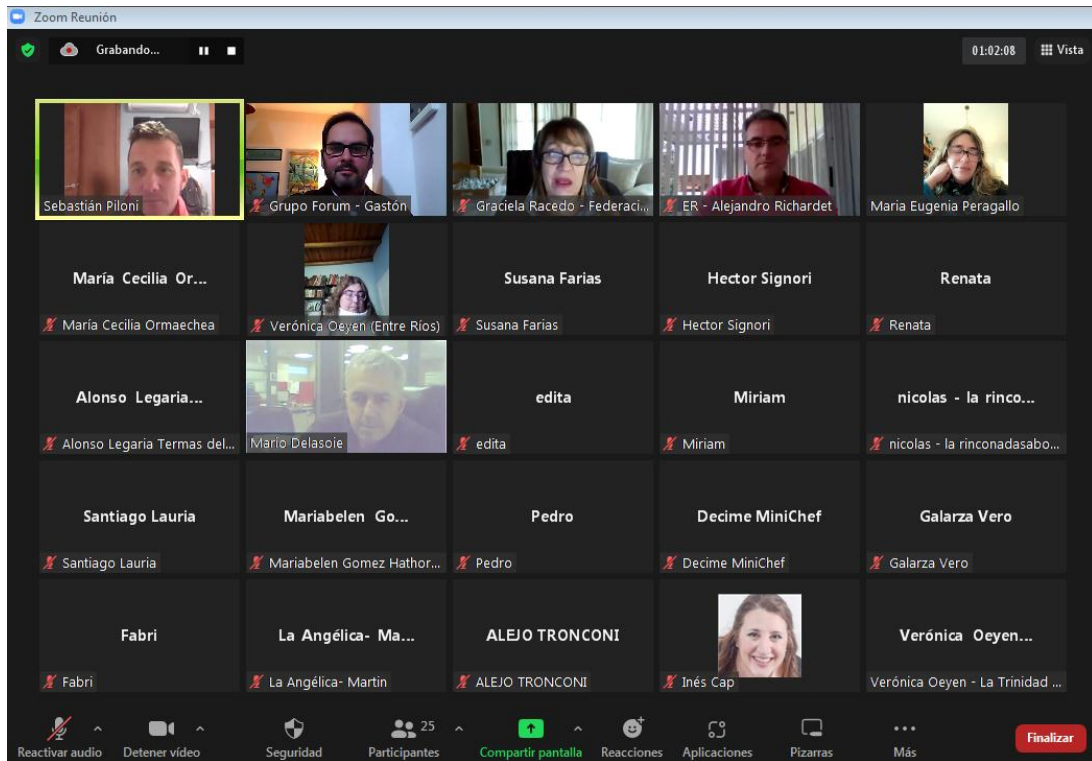 Zoom Reunión
Grabando...
01:02:08
Vista
Sebastián Piloni
Grupo Forum - Gastón
Graciela Racedo - Federaci...
ER - Alejandro Richardet
Maria Eugenia Peragallo
María Cecilia Or...
María Cecilia Ormaechea
Verónica Oeyen (Entre Ríos)
Susana Farias
Susana Farias
Hector Signori
Hector Signori
Renata
Renata
Alonso Legaria...
Alonso Legaria Termas del...
Mario Delasoie
edita
edita
Miriam
Miriam
nicolas - la rinco...
nicolas - la rinconadasabo...
Santiago Lauria
Santiago Lauria
Mariabelen Go...
Mariabelen Gomez Hathor...
Pedro
Pedro
Decime MiniChef
Decime MiniChef
Galarza Vero
Galarza Vero
Fabri
Fabri
La Angélica- Ma...
La Angélica- Martin
ALEJO TRONCONI
ALEJO TRONCONI
Inés Cap
Verónica Oeyen...
Verónica Oeyen - La Trinidad ...
Reactivar audio
Detener vídeo
Seguridad
25
Participantes
Compartir pantalla
Reacciones
Aplicaciones
Pizarras
Más
Finalizar